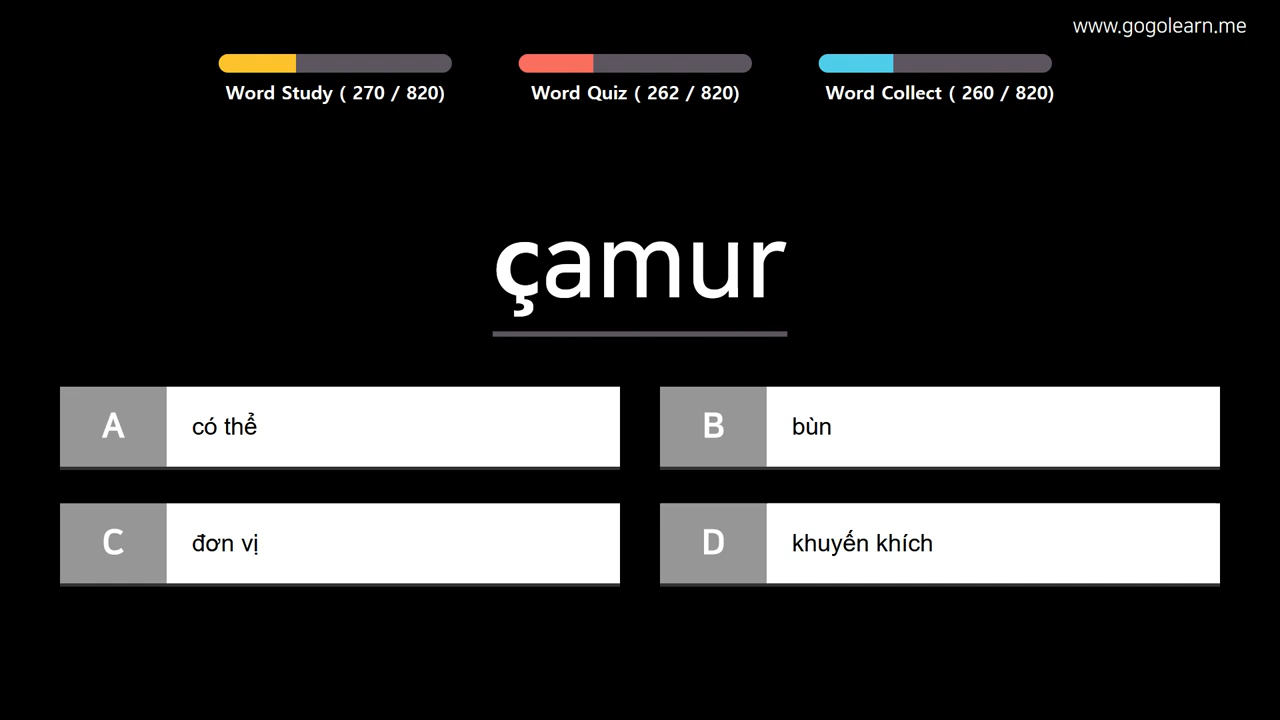 www.gogolearn.me
Word Study ( 270 / 820)
Word Quiz ( 262 / 820)
Word Collect ( 260 / 820)
çamur
A có thể
B bùn
C đơn vị
D khuyến khích